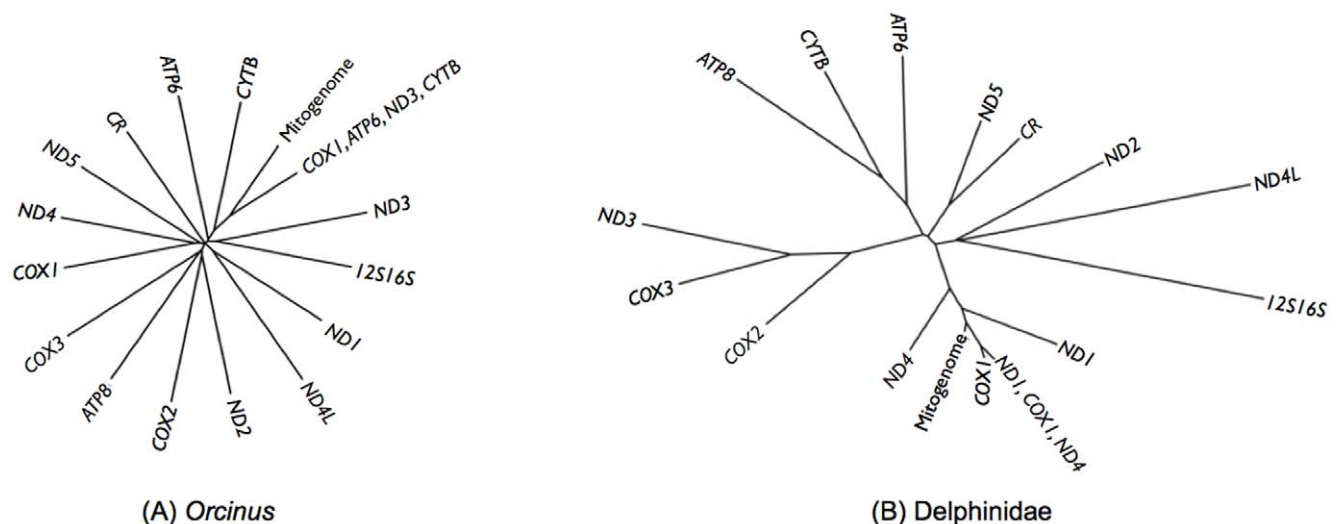 ATP6
CYTB
Mitogenome
COX1, ATP6, ND3, CYTB
CR
ND5
ND4
COX1
COX3
ATP8
COX2
ND2
ND4L
ND1
12S16S
ND3
(A) Orcinus
ATP8
CYTB
ATP6
ND5
CR
ND2
ND4L
12S16S
ND1
ND1, COX1, ND4
COX1
Mitogenome
ND4
COX2
COX3
ND3
(B) Delphinidae